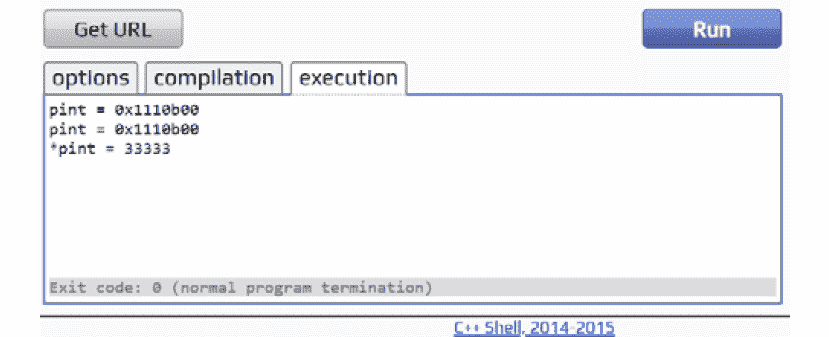 Get URL
Run
options compilation execution
pint = 0x1110b00
pint = 0x1110b00
*pint = 33333
Exit code: 0 (normal program termination)
C++ Shell, 2014-2015